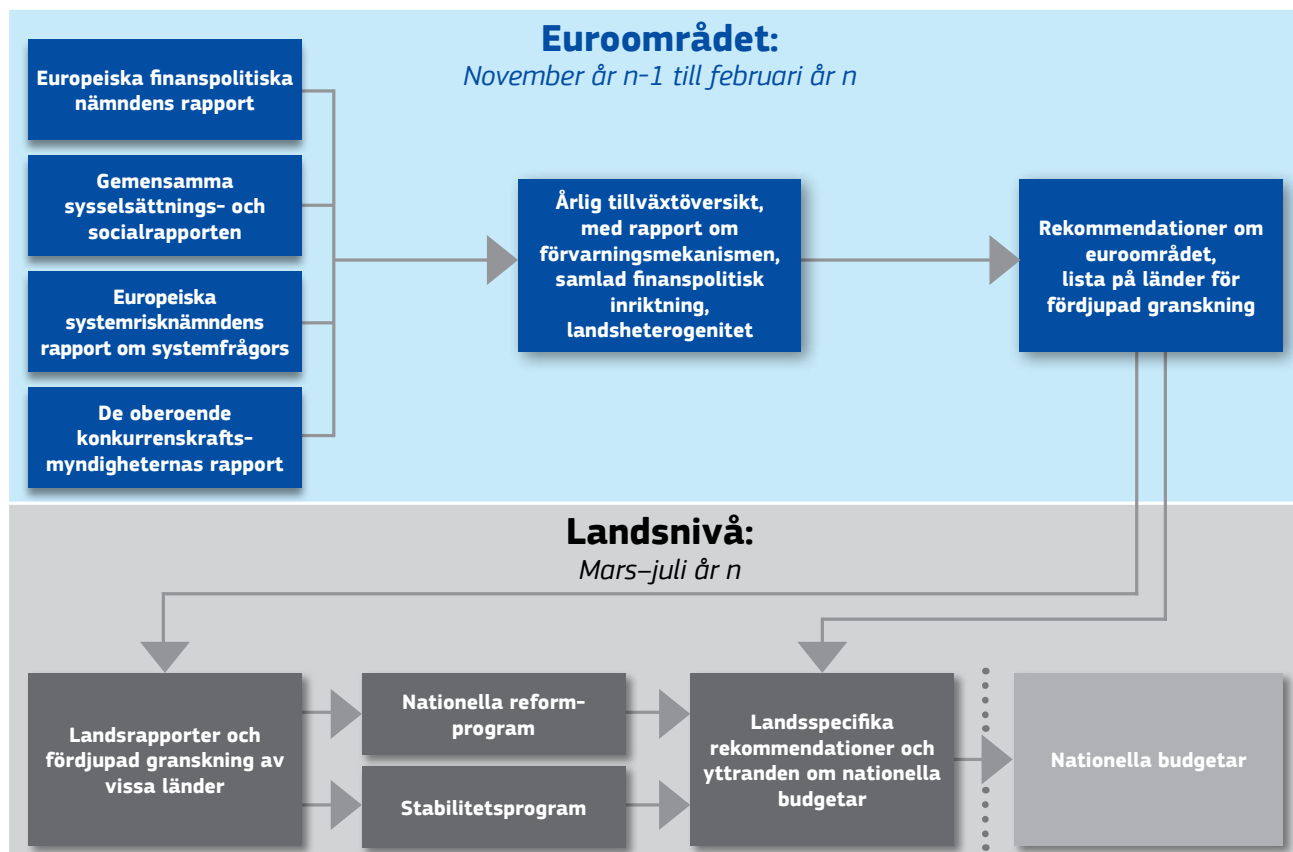 Euroområdet:
November år n-1 till februari år n
Europeiska finanspolitiska
nämndens rapport
Gemensamma
sysselsättnings- och
socialrapporten
Europeiska
systemrisknämndens
rapport om systemfrågors
De oberoende
konkurrenskrafts-
myndigheternas rapport
Årlig tillväxtöversikt,
med rapport om
förvarningsmekanismen,
samlad finanspolitisk
inriktning,
landsheterogenitet
Rekommendationer om
euroområdet,
lista på länder för
fördjupad granskning
Landsnivå:
Mars–juli år n
Landsrapporter och
fördjupad granskning av
vissa länder
Nationella reform-
program
Stabilitetsprogram
Landsspecifika
rekommendationer och
yttranden om nationella
budgetar
Nationella budgetar